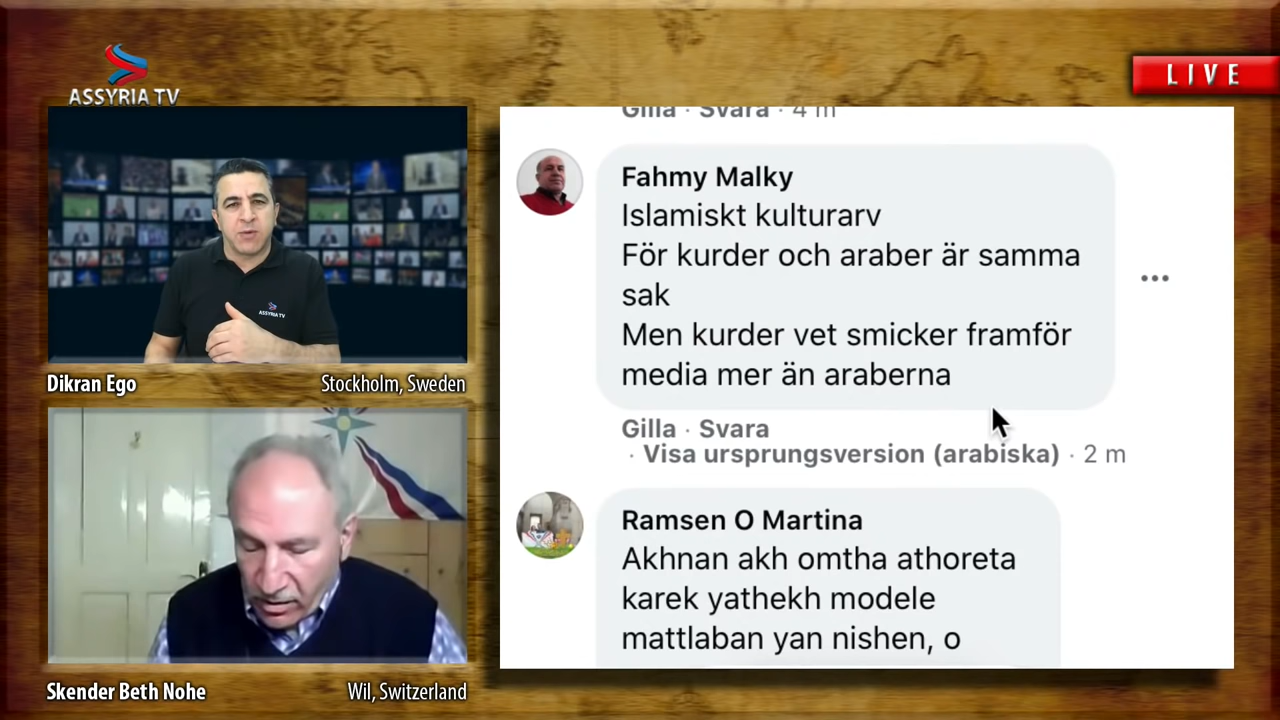 ASSYRIA TV
LIVE
ASSYRIA TV
Dikran Ego
Stockholm, Sweden
Skender Beth Nohe
Wil, Switzerland
Gilla · Svara · 4 m
Fahmy Malky
Islamiskt kulturarv
För kurder och araber är samma
sak
Men kurder vet smicker framför
media mer än araberna
Gilla · Svara
· Visa ursprungsversion (arabiska) · 2 m
Ramsen O Martina
Akhnan akh omtha athoreta
karek yathekh modele
mattlaban yan nishen, o